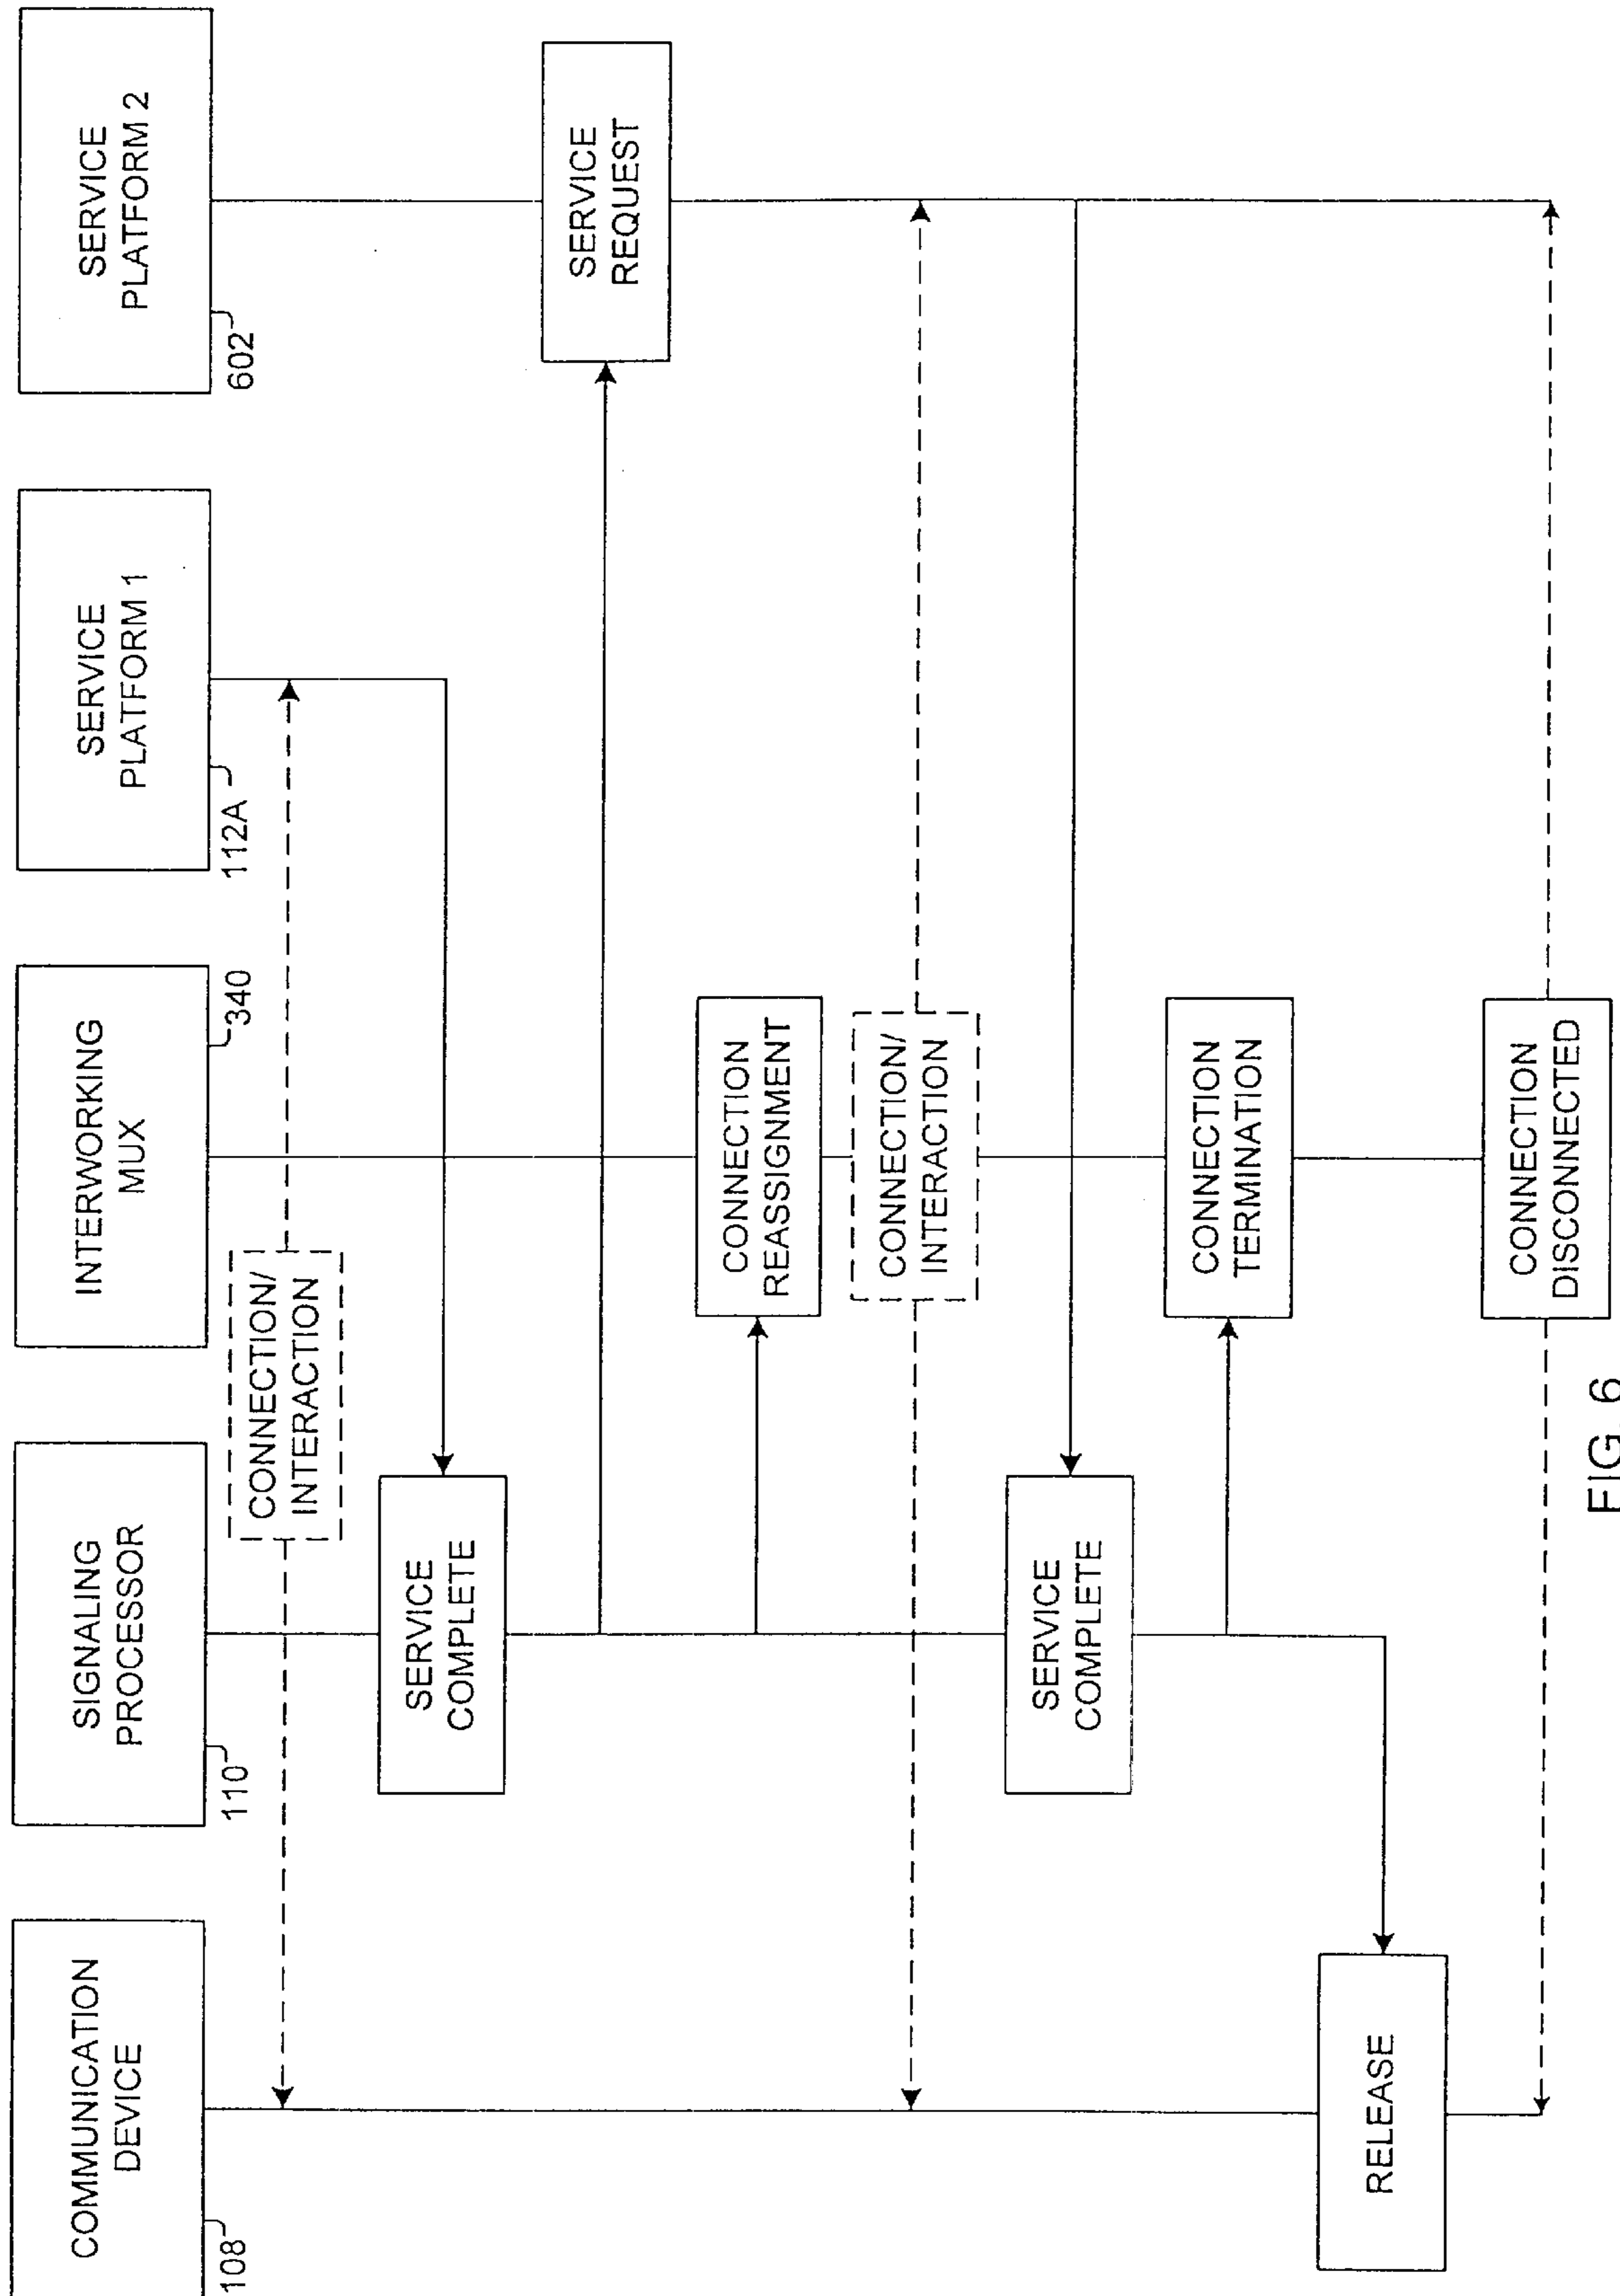 COMMUNICATION
DEVICE
108
SIGNALING
PROCESSOR
110
INTERWORKING
MUX
340
SERVICE
PLATFORM 1
112A
SERVICE
PLATFORM 2
602
CONNECTION/
INTERACTION
SERVICE
COMPLETE
SERVICE
REQUEST
CONNECTION
REASSIGNMENT
CONNECTION/
INTERACTION
SERVICE
COMPLETE
CONNECTION
TERMINATION
RELEASE
CONNECTION
DISCONNECTED
FIG. 6